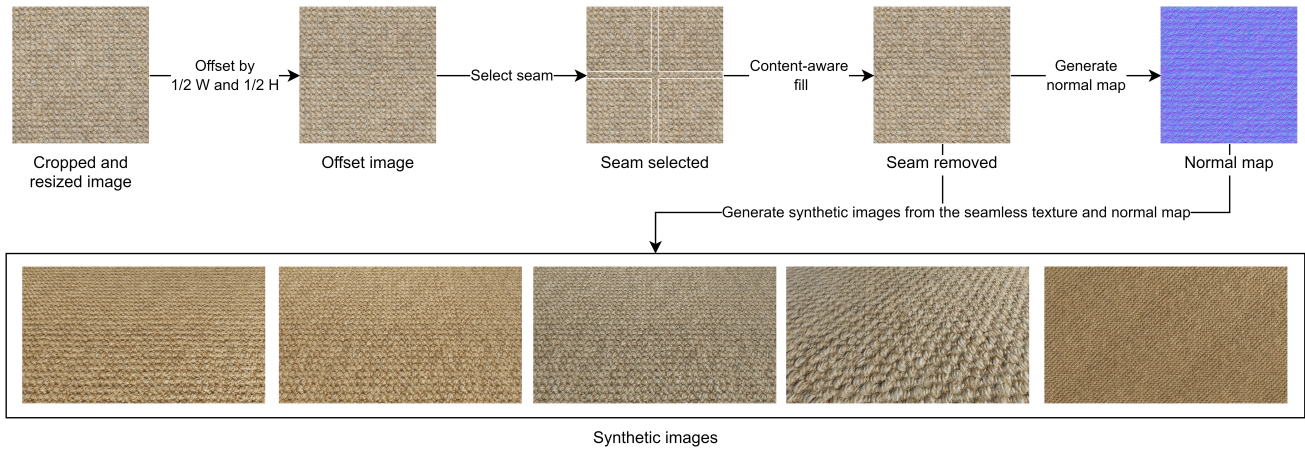 Offset by
1/2 W and 1/2 H
Select seam
Content-aware
fill
Generate
normal map
Cropped and
resized image
Offset image
Seam selected
Seam removed
Normal map
Generate synthetic images from the seamless texture and normal map
Synthetic images